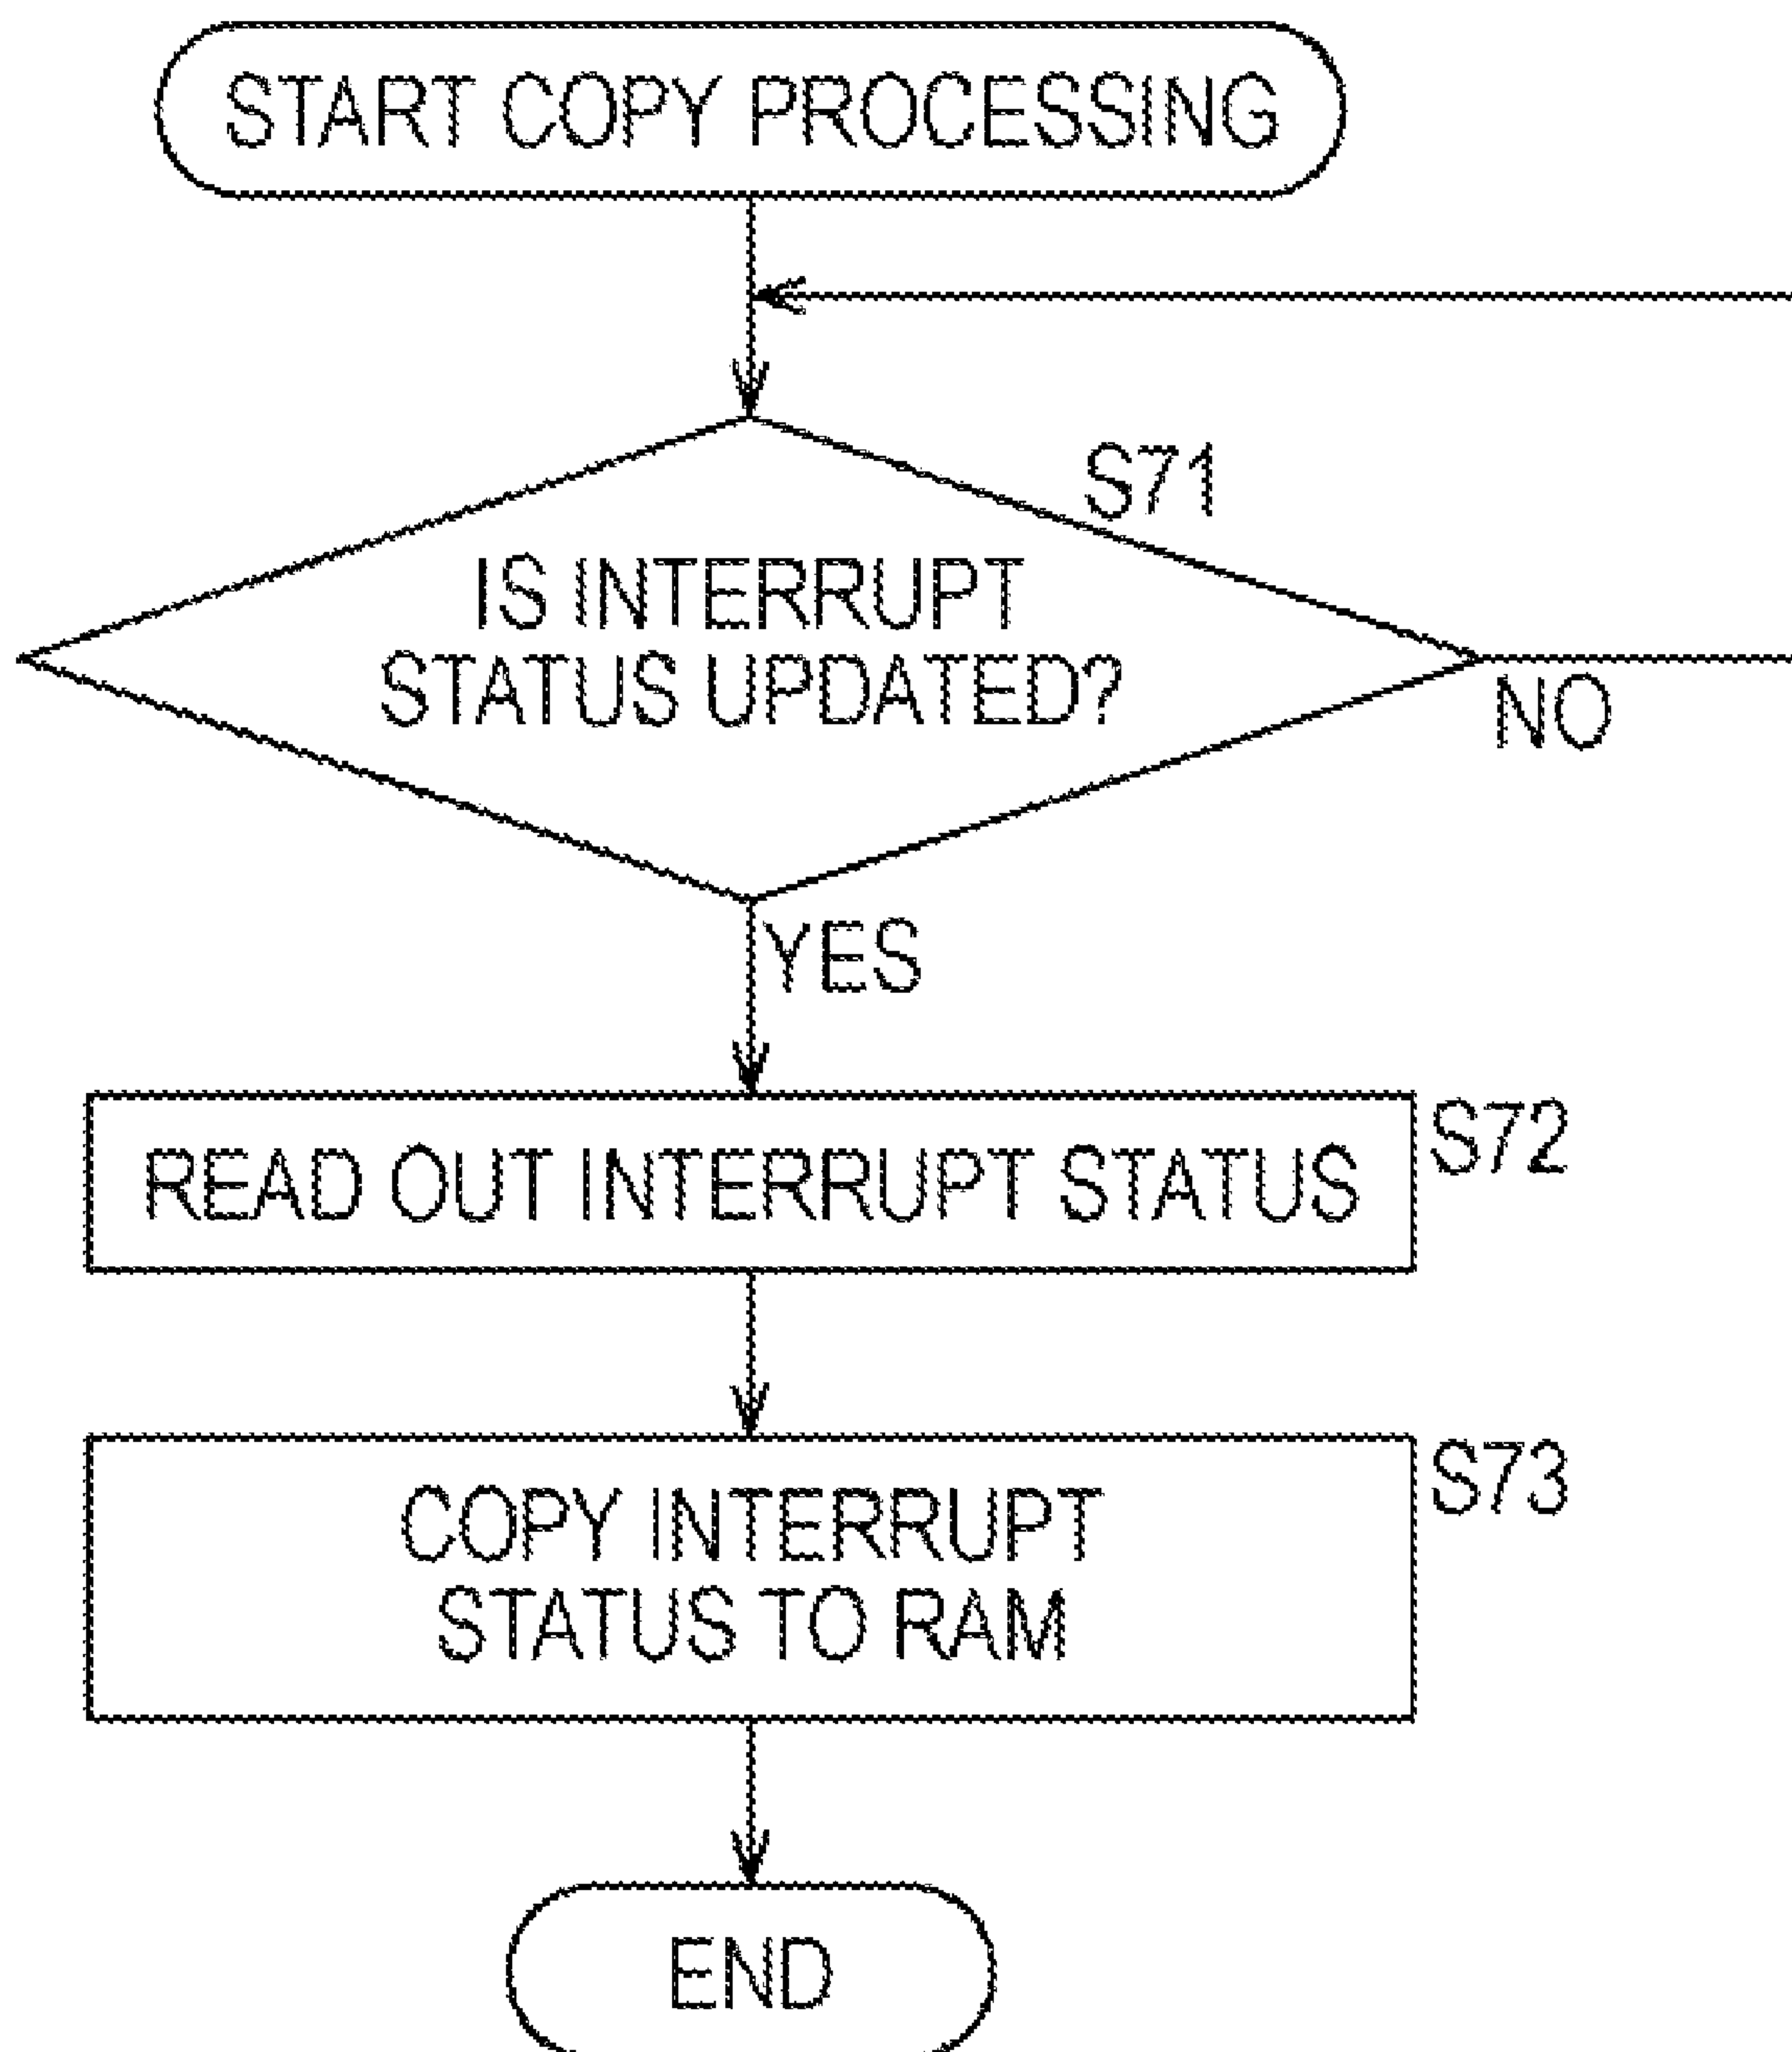 START COPY PROCESSING
S71
IS INTERRUPT
STATUS UPDATED?
NO
YES
READ OUT INTERRUPT STATUS
S72
COPY INTERRUPT
STATUS TO RAM
S73
END